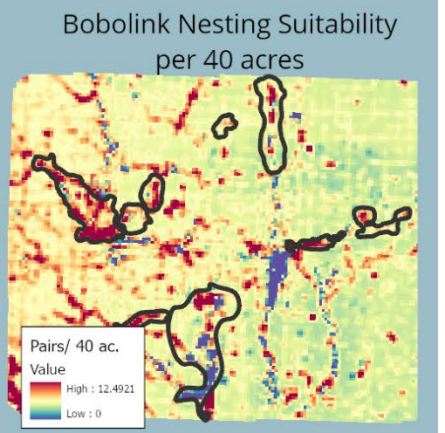 Bobolink Nesting Suitability
per 40 acres
Pairs/ 40 ac.
Value
High : 12.4921
Low : 0